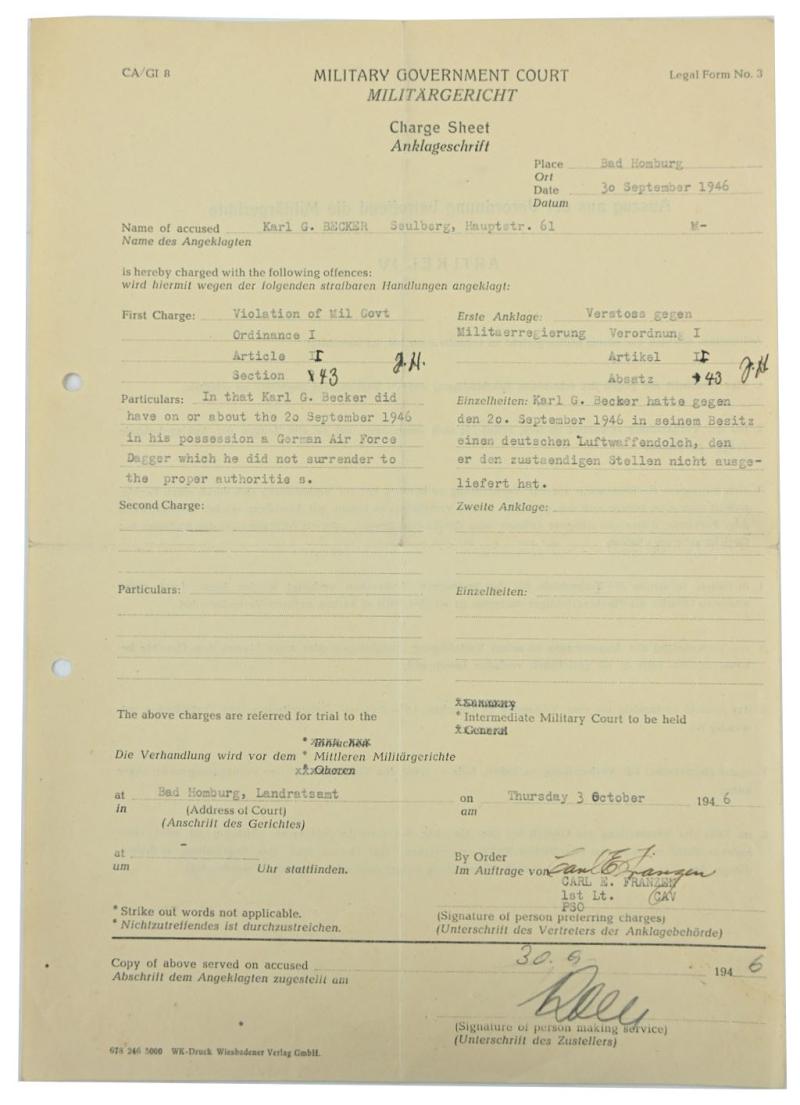 CA/GI 8
MILITARY GOVERNMENT COURT
Legal Form No. 3
MILITÄRGERICHT
Charge Sheet
Anklageschrift
Place Bad Homburg
Ort
Date 30 September 1946
Datum
Name of accused Karl G. BECKER Seulberg, Hauptstr. 61 M-
Name des Angeklagten
is hereby charged with the following offences:
wird hiermit wegen der folgenden strafbaren Handlungen angeklagt:
First Charge: Violation of Mil Govt
Ordinance I
Article II
Section 43 J.H.
Particulars: In that Karl G. Becker did
have on or about the 2o September 1946
in his possession a German Air Force
Dagger which he did not surrender to
the proper authoritie s.
Second Charge:
Particulars:
Erste Anklage: Verstoss gegen
Militaerregierung Verordnung I
Artikel II
Absatz 43 J.H
Einzelheiten: Karl G. Becker hatte gegen
den 2o. September 1946 in seinem Besitz
einen deutschen Luftwaffendolch, den
er den zustaendigen Stellen nicht ausge-
liefert hat.
Zweite Anklage:
Einzelheiten:
The above charges are referred for trial to the
* Summary
* Intermediate Military Court to be held
* General
* Einfachen
Die Verhandlung wird vor dem * Mittleren Militärgerichte
* Oberen
at Bad Homburg, Landratsamt
in (Address of Court)
(Anschrift des Gerichtes)
on Thursday 3 October 1946
am
at -
um Uhr stattfinden.
By Order
Im Auftrage von Carl E Franzen
CARL E. FRANZEN
1st Lt. CAV
PSO
(Signature of person preferring charges)
(Unterschrift des Vertreters der Anklagebehörde)
* Strike out words not applicable.
* Nichtzutreffendes ist durchzustreichen.
Copy of above served on accused 30. 9 1946
Abschrift dem Angeklagten zugestellt am
(Signature of person making service)
(Unterschrift des Zustellers)
678 246 5000 WK-Druck Wiesbadener Verlag GmbH.